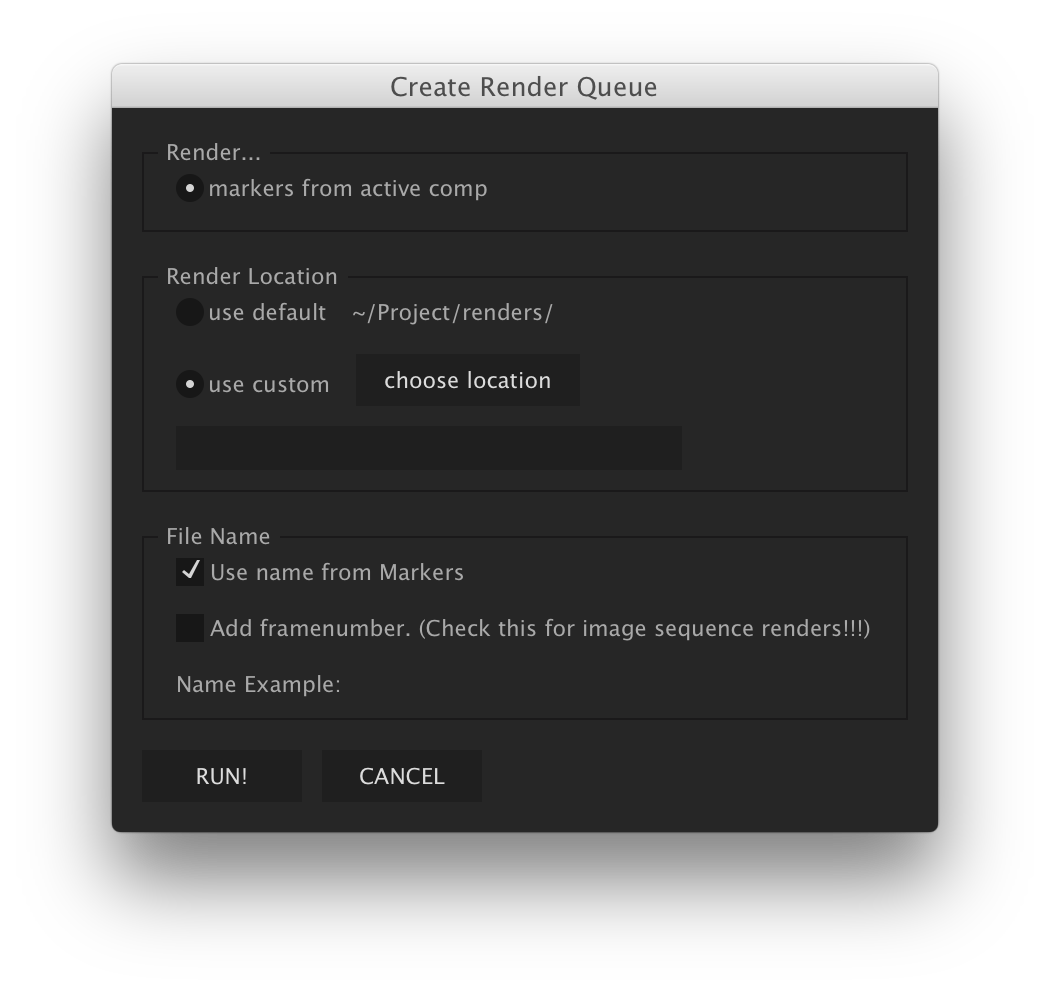 Create Render Queue
Render...
markers from active comp
Render Location
use default ~/Project/renders/
use custom choose location
File Name
Use name from Markers
Add framenumber. (Check this for image sequence renders!!!)
Name Example:
RUN! CANCEL